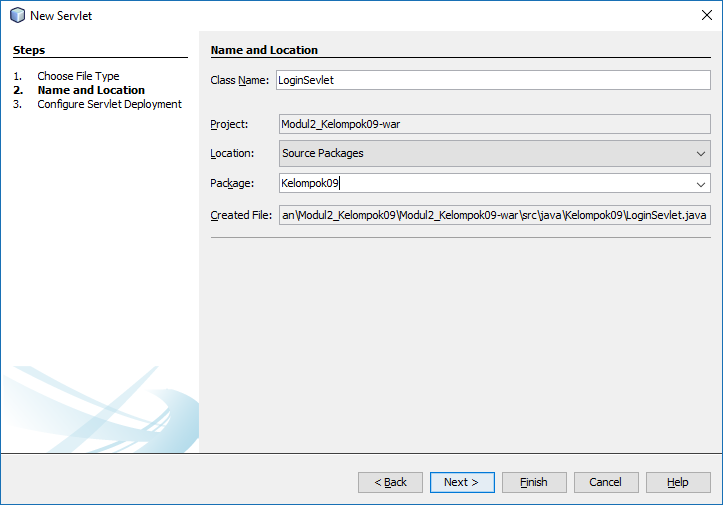 New Servlet
Steps
1. Choose File Type
2. Name and Location
3. Configure Servlet Deployment
Name and Location
Class Name: LoginSevlet
Project: Modul2_Kelompok09-war
Location: Source Packages
Package: Kelompok09
Created File: an\Modul2_Kelompok09\Modul2_Kelompok09-war\src\java\Kelompok09\LoginSevlet.java
< Back Next > Finish Cancel Help